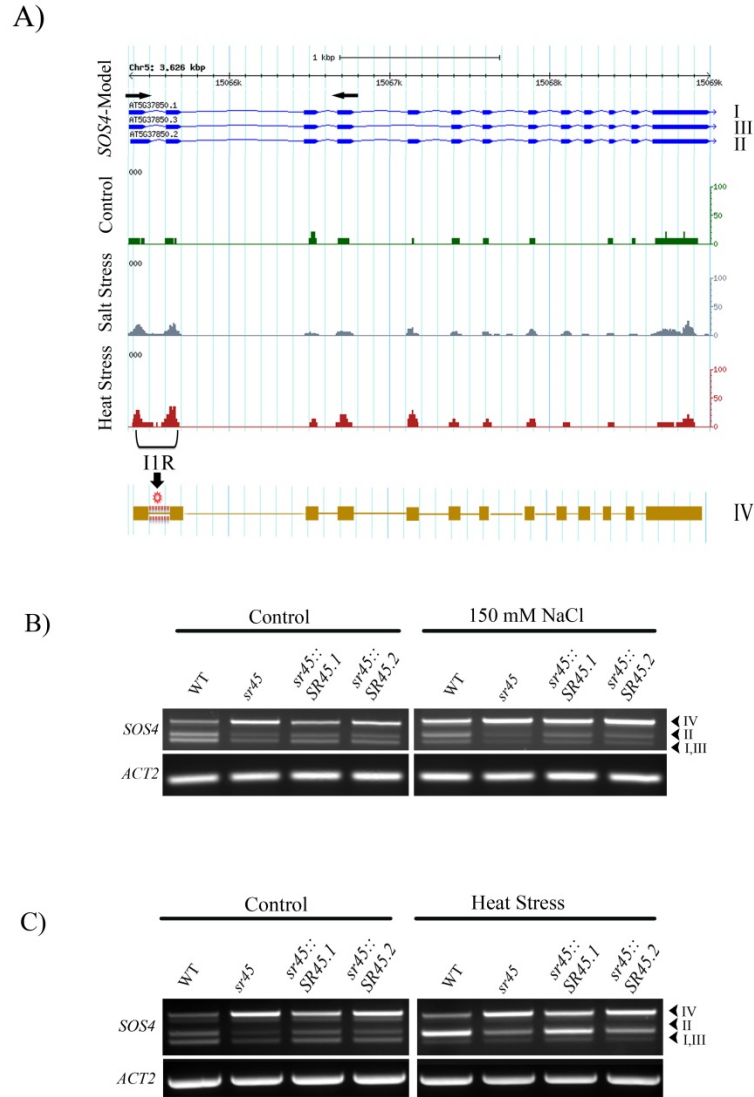 A)
1 kbp
Chr5: 3.626 kbp
15066k 15067k 15068k 15069k
SOS4-Model
AT5G37850.1
I
AT5G37850.3
III
AT5G37850.2
II
Control
000
100
50
0
Salt Stress
000
100
50
0
Heat Stress
000
100
50
0
I1R
IV
B)
Control 150 mM NaCl
WT sr45 sr45::SR45.1 sr45::SR45.2 WT sr45 sr45::SR45.1 sr45::SR45.2
SOS4
IV
II
I,III
ACT2
C)
Control Heat Stress
WT sr45 sr45::SR45.1 sr45::SR45.2 WT sr45 sr45::SR45.1 sr45::SR45.2
SOS4
IV
II
I,III
ACT2